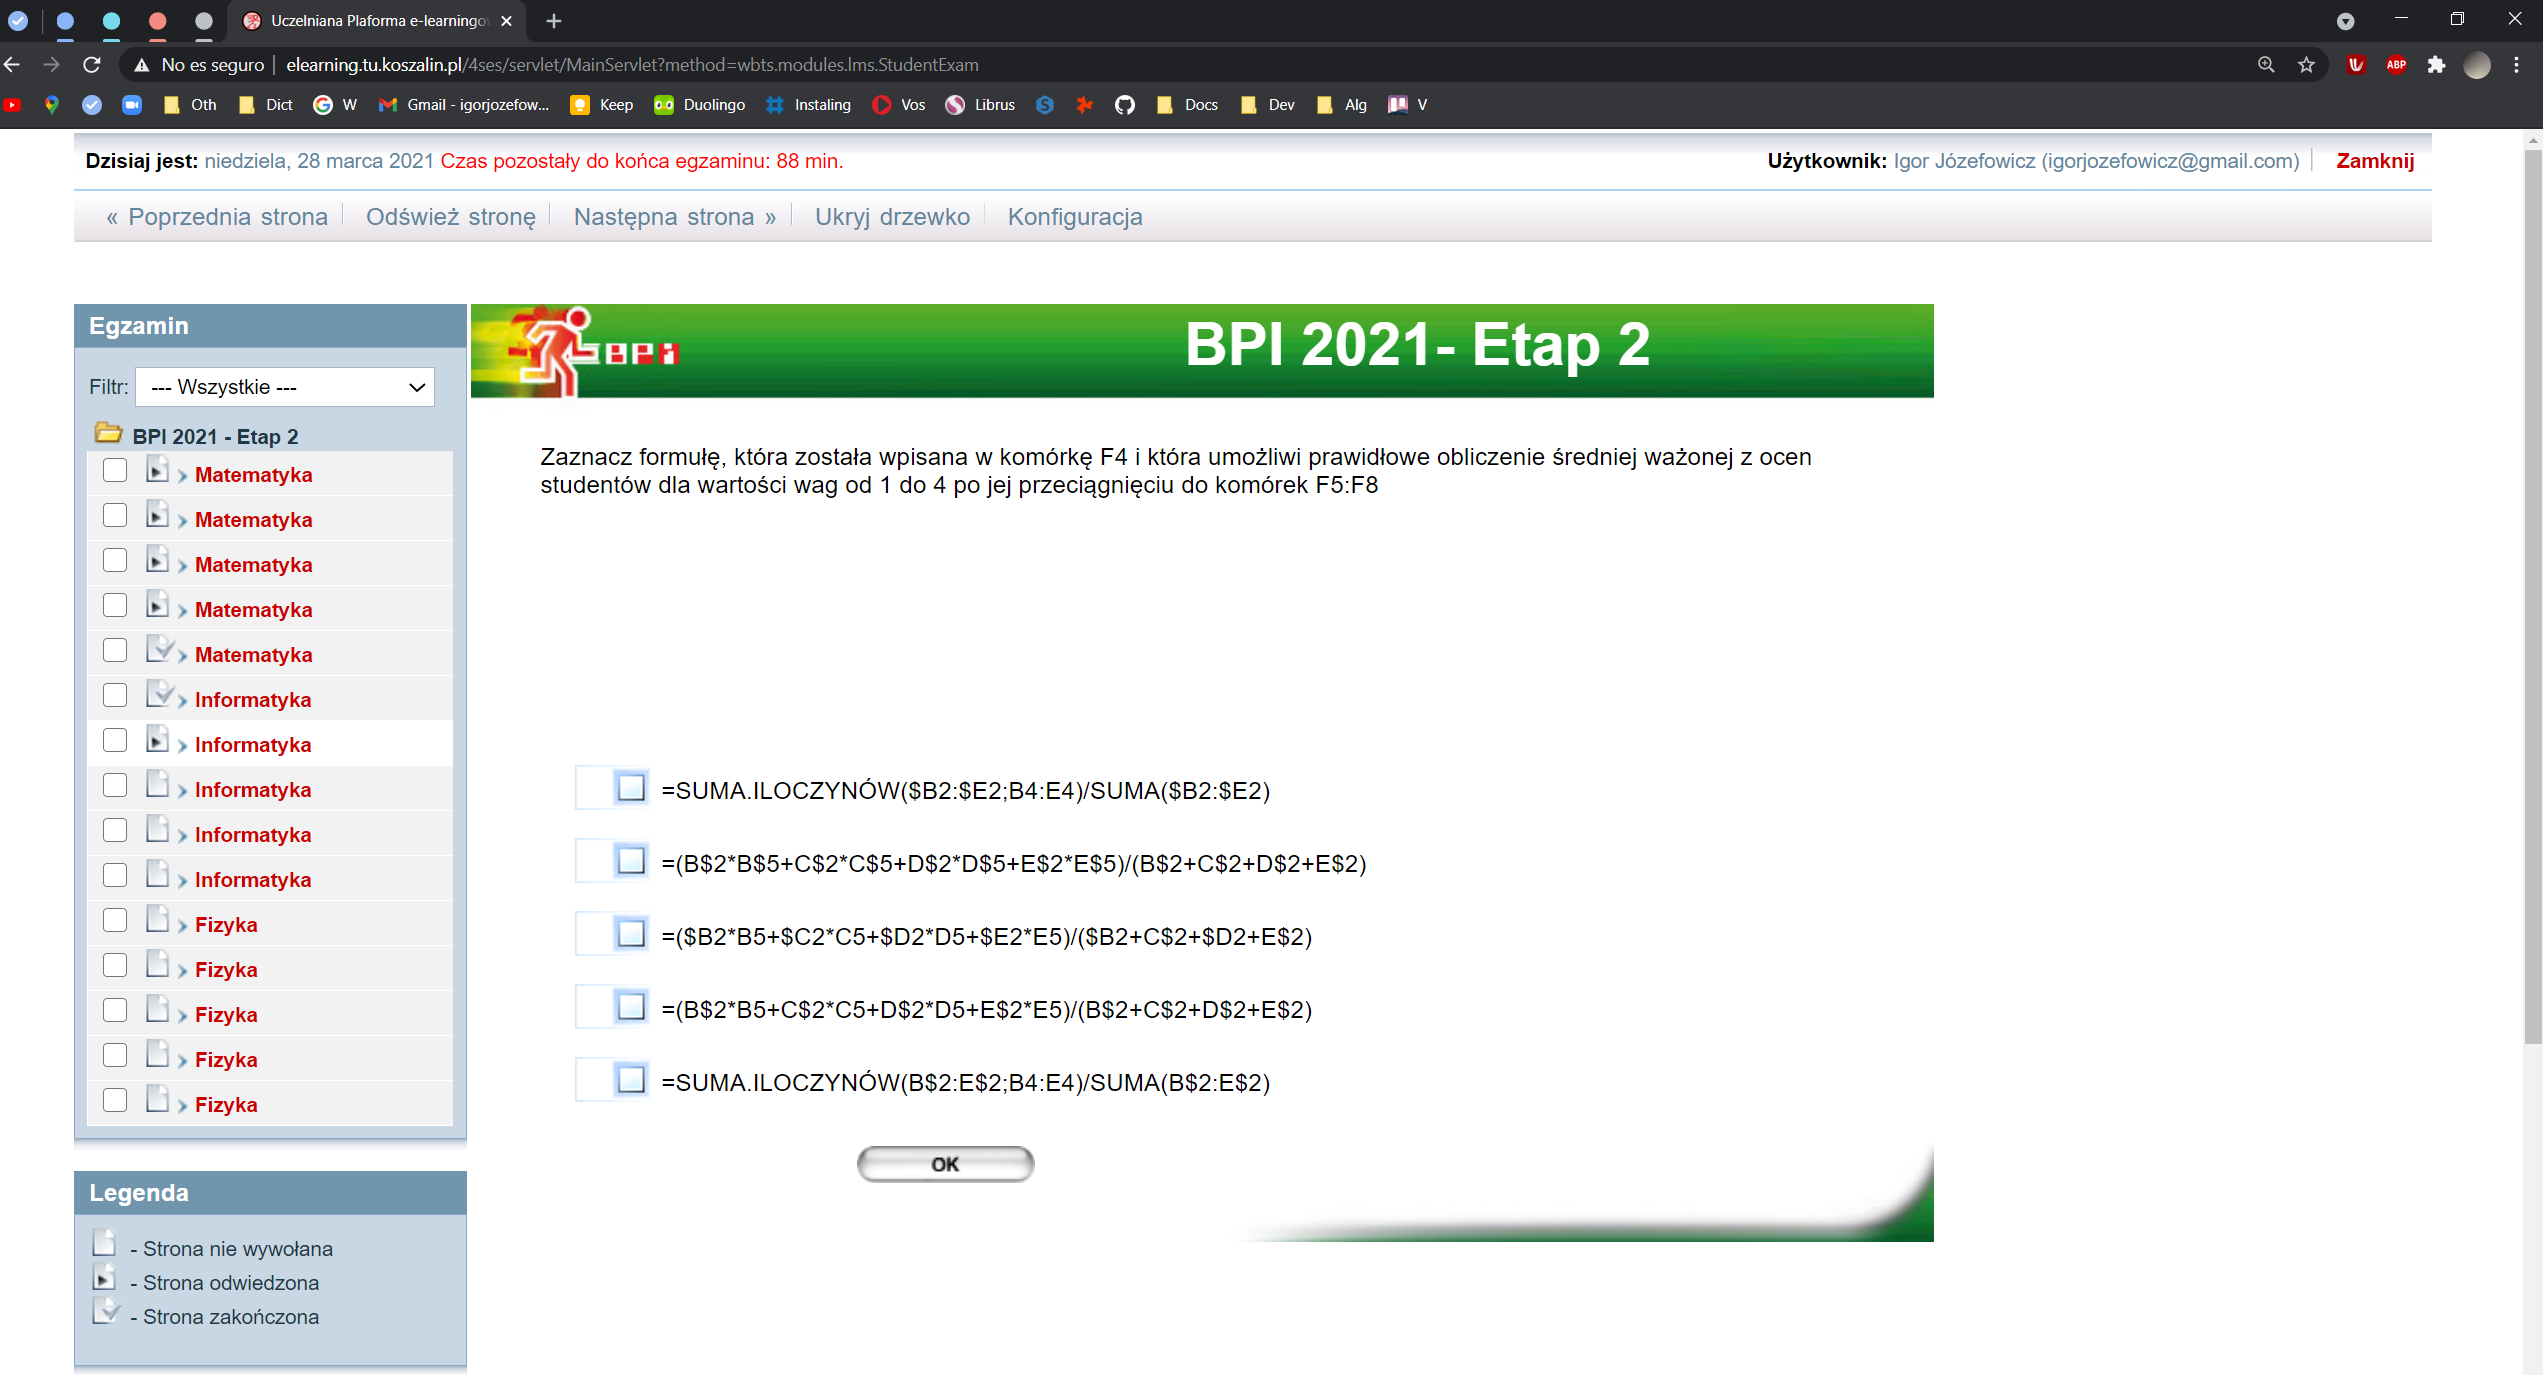 Uczelniana Plaforma e-learningow
No es seguro | elearning.tu.koszalin.pl/4ses/servlet/MainServlet?method=wbts.modules.lms.StudentExam
ABP
Oth Dict W Gmail - igorjozefow... Keep Duolingo Instaling Vos Librus Docs Dev Alg V
Dzisiaj jest: niedziela, 28 marca 2021 Czas pozostały do końca egzaminu: 88 min.
Użytkownik: Igor Józefowicz (igorjozefowicz@gmail.com) Zamknij
« Poprzednia strona Odśwież stronę Następna strona » Ukryj drzewko Konfiguracja
Egzamin
Filtr: --- Wszystkie ---
BPI 2021 - Etap 2
Matematyka
Matematyka
Matematyka
Matematyka
Matematyka
Informatyka
Informatyka
Informatyka
Informatyka
Informatyka
Fizyka
Fizyka
Fizyka
Fizyka
Fizyka
Legenda
- Strona nie wywołana
- Strona odwiedzona
- Strona zakończona
BPI
BPI 2021- Etap 2
Zaznacz formułę, która została wpisana w komórkę F4 i która umożliwi prawidłowe obliczenie średniej ważonej z ocen
studentów dla wartości wag od 1 do 4 po jej przeciągnięciu do komórek F5:F8
=SUMA.ILOCZYNÓW($B2:$E2;B4:E4)/SUMA($B2:$E2)
=(B$2*B$5+C$2*C$5+D$2*D$5+E$2*E$5)/(B$2+C$2+D$2+E$2)
=($B2*B5+$C2*C5+$D2*D5+$E2*E5)/($B2+C$2+$D2+E$2)
=(B$2*B5+C$2*C5+D$2*D5+E$2*E5)/(B$2+C$2+D$2+E$2)
=SUMA.ILOCZYNÓW(B$2:E$2;B4:E4)/SUMA(B$2:E$2)
OK